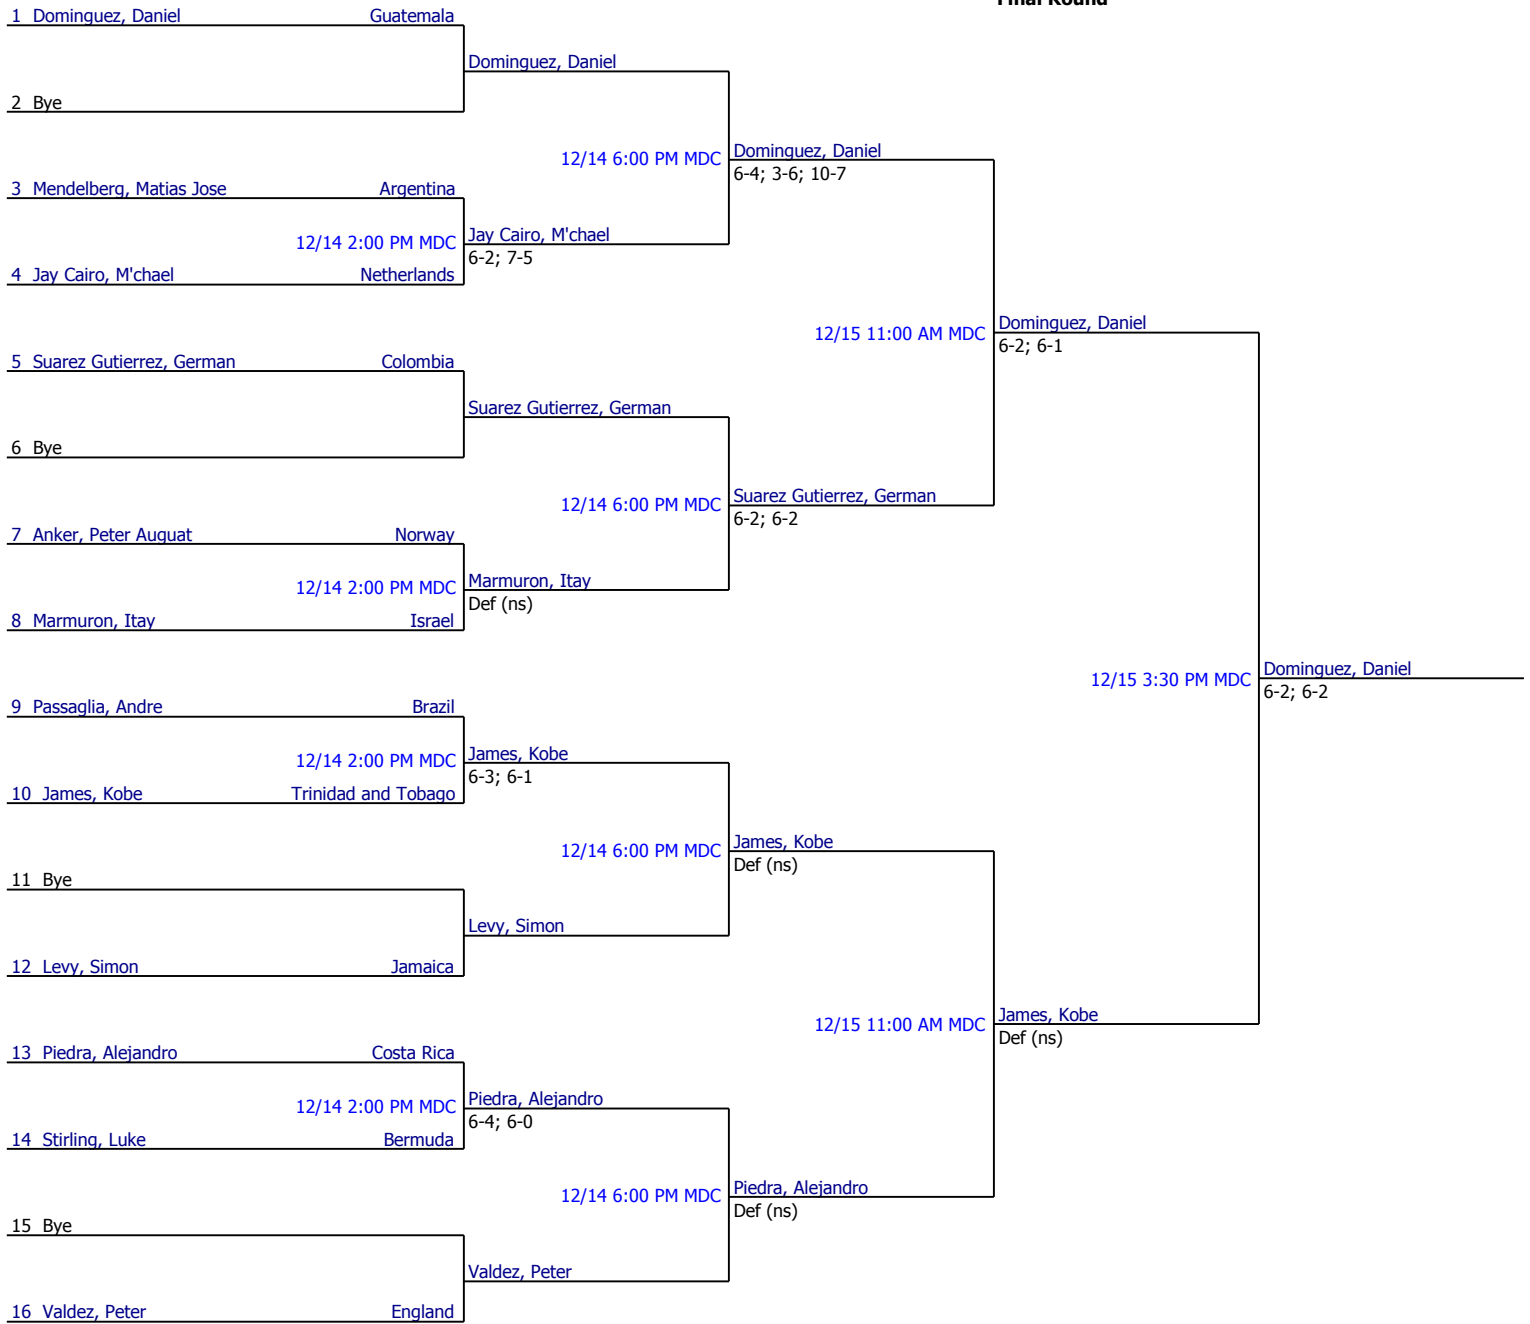 Final Round
1 Dominguez, Daniel Guatemala
Dominguez, Daniel
2 Bye
12/14 6:00 PM MDC Dominguez, Daniel
6-4; 3-6; 10-7
3 Mendelberg, Matias Jose Argentina
12/14 2:00 PM MDC Jay Cairo, M'chael
6-2; 7-5
4 Jay Cairo, M'chael Netherlands
12/15 11:00 AM MDC Dominguez, Daniel
6-2; 6-1
5 Suarez Gutierrez, German Colombia
Suarez Gutierrez, German
6 Bye
12/14 6:00 PM MDC Suarez Gutierrez, German
6-2; 6-2
7 Anker, Peter Auguat Norway
12/14 2:00 PM MDC Marmuron, Itay
Def (ns)
8 Marmuron, Itay Israel
12/15 3:30 PM MDC Dominguez, Daniel
6-2; 6-2
9 Passaglia, Andre Brazil
12/14 2:00 PM MDC James, Kobe
6-3; 6-1
10 James, Kobe Trinidad and Tobago
12/14 6:00 PM MDC James, Kobe
Def (ns)
11 Bye
Levy, Simon
12 Levy, Simon Jamaica
12/15 11:00 AM MDC James, Kobe
Def (ns)
13 Piedra, Alejandro Costa Rica
12/14 2:00 PM MDC Piedra, Alejandro
6-4; 6-0
14 Stirling, Luke Bermuda
12/14 6:00 PM MDC Piedra, Alejandro
Def (ns)
15 Bye
Valdez, Peter
16 Valdez, Peter England